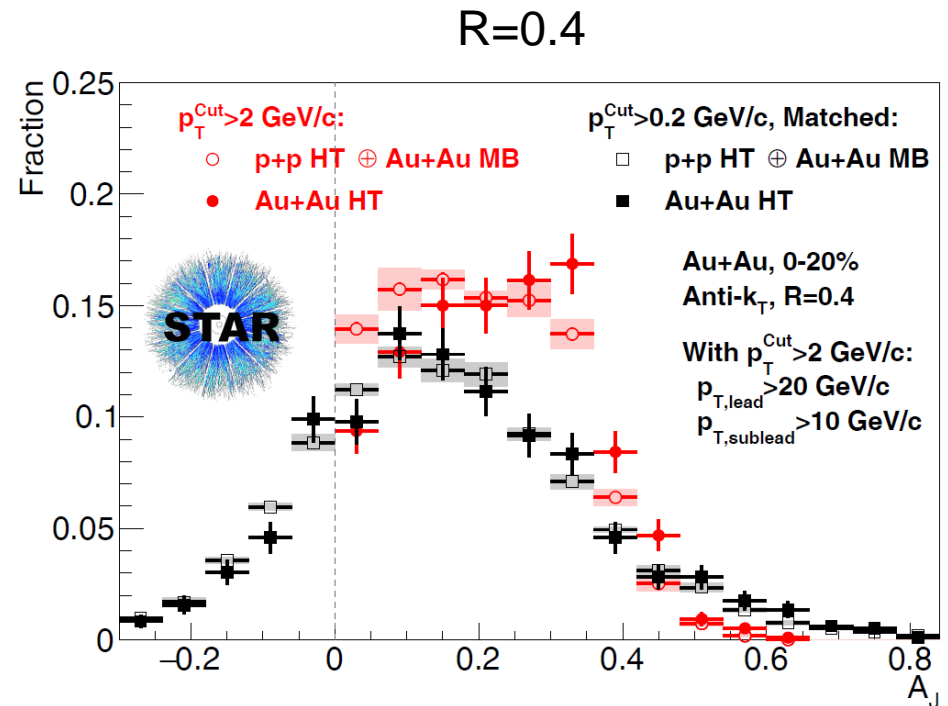 R=0.4
Fraction
0.25
0.2
0.15
0.1
0.05
0
p_T^Cut>2 GeV/c:
p+p HT ⊕ Au+Au MB
Au+Au HT
p_T^Cut>0.2 GeV/c, Matched:
p+p HT ⊕ Au+Au MB
Au+Au HT
STAR
Au+Au, 0-20%
Anti-k_T, R=0.4
With p_T^Cut>2 GeV/c:
p_T,lead>20 GeV/c
p_T,sublead>10 GeV/c
−0.2 0 0.2 0.4 0.6 0.8
A_J